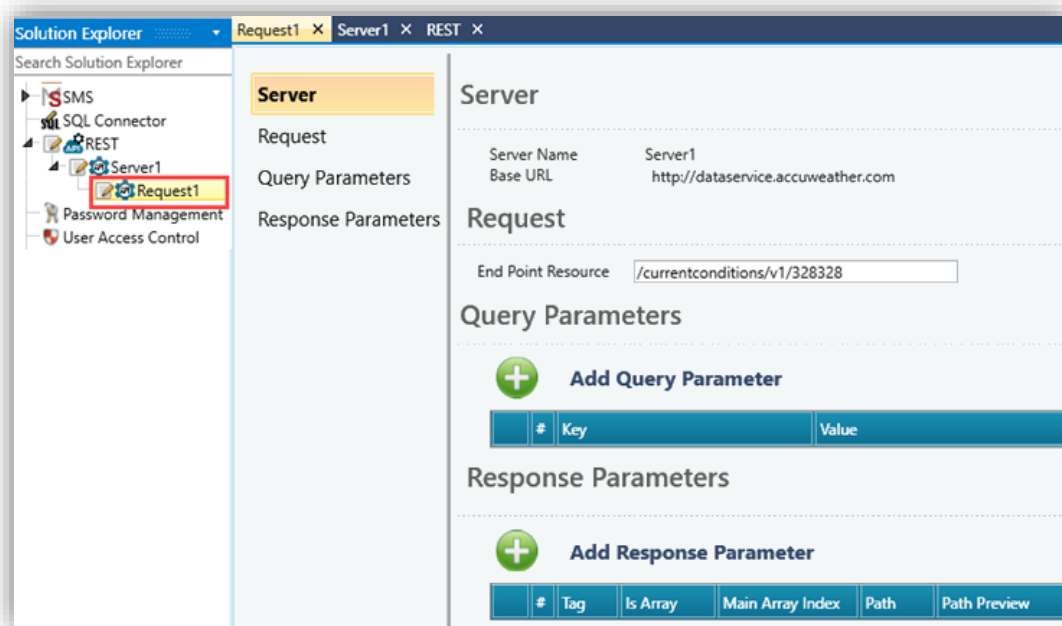 Solution Explorer
Search Solution Explorer
SMS
SQL Connector
REST
Server1
Request1
Password Management
User Access Control
Request1 × Server1 × REST ×
Server
Request
Query Parameters
Response Parameters
Server
Server Name Server1
Base URL http://dataservice.accuweather.com
Request
End Point Resource /currentconditions/v1/328328
Query Parameters
Add Query Parameter
# Key Value
Response Parameters
Add Response Parameter
# Tag Is Array Main Array Index Path Path Preview